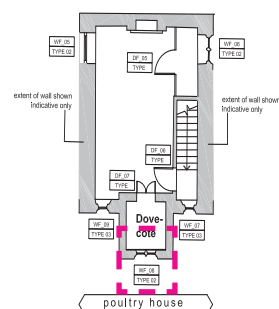 WF_05
TYPE 02
WF_06
TYPE 02
DF_05
TYPE
extent of wall shown
indicative only
extent of wall shown
indicative only
DF_06
TYPE
DF_07
TYPE
WF_09
TYPE 03
Dove-
cote
WF_07
TYPE 03
WF_08
TYPE 02
poultry house